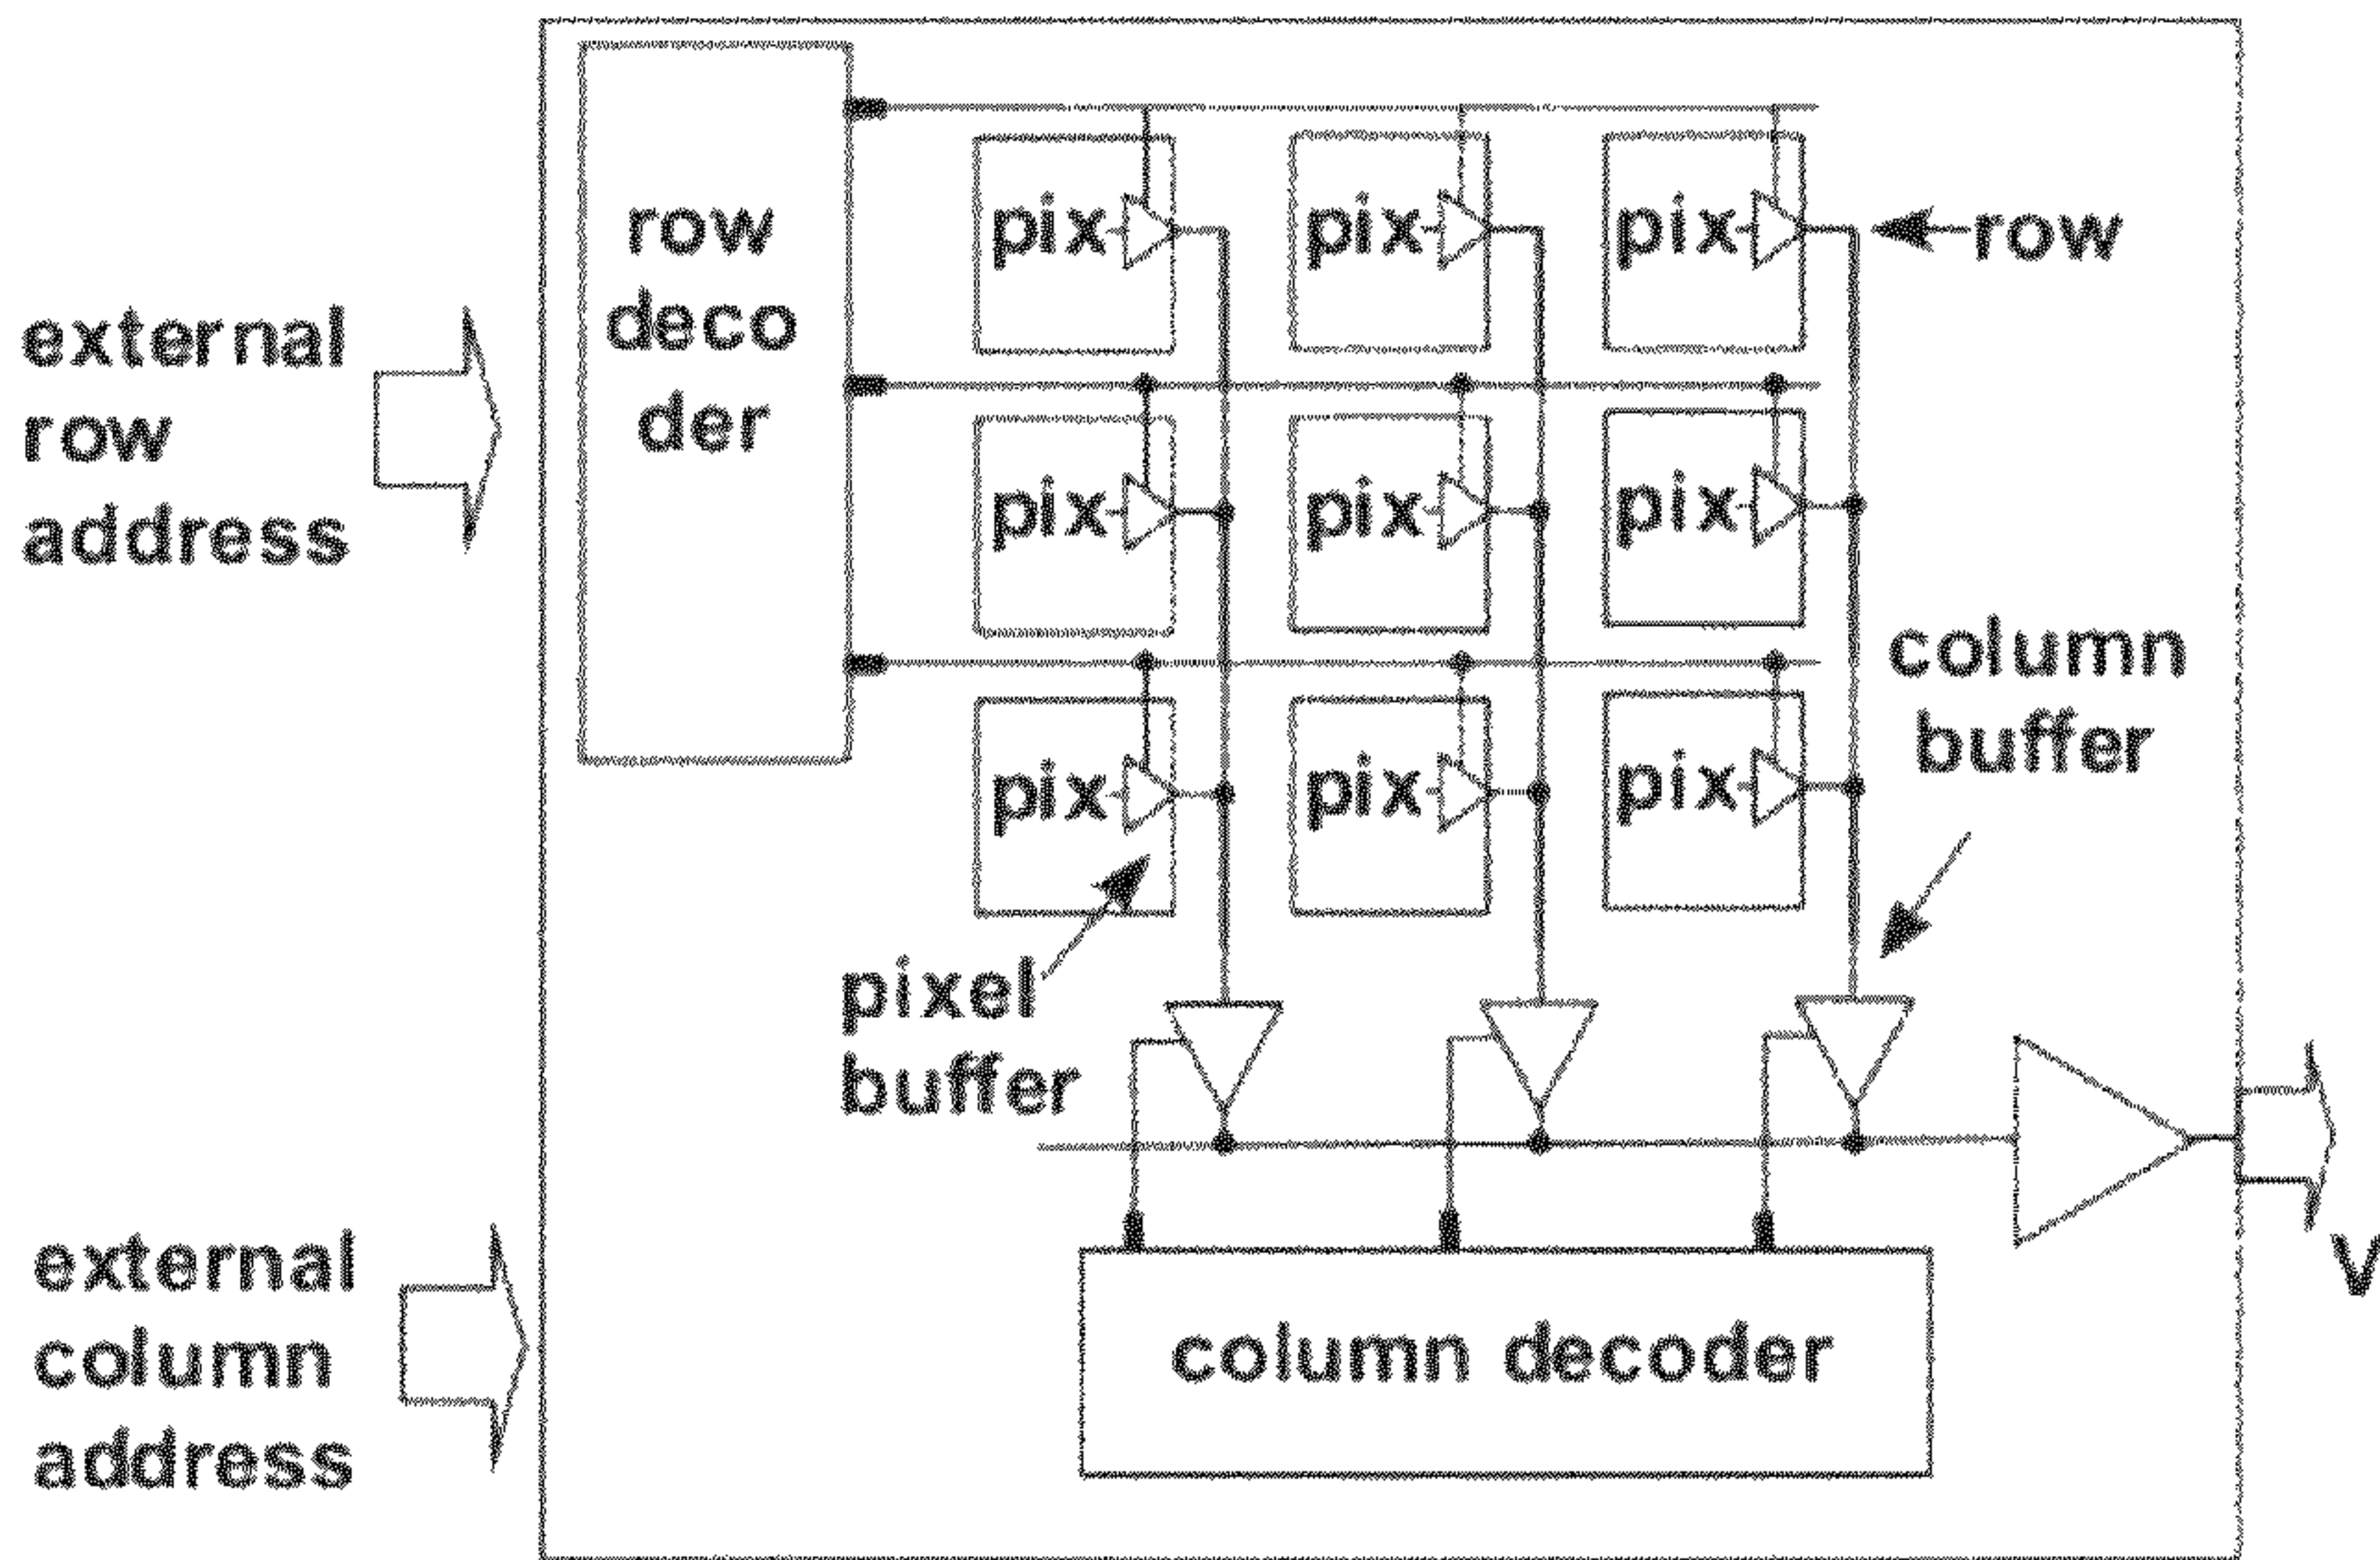 row
deco
der
external
row
address
pix pix pix
row
pix pix pix
column
buffer
pix pix pix
pixel
buffer
external
column
address
column decoder
V